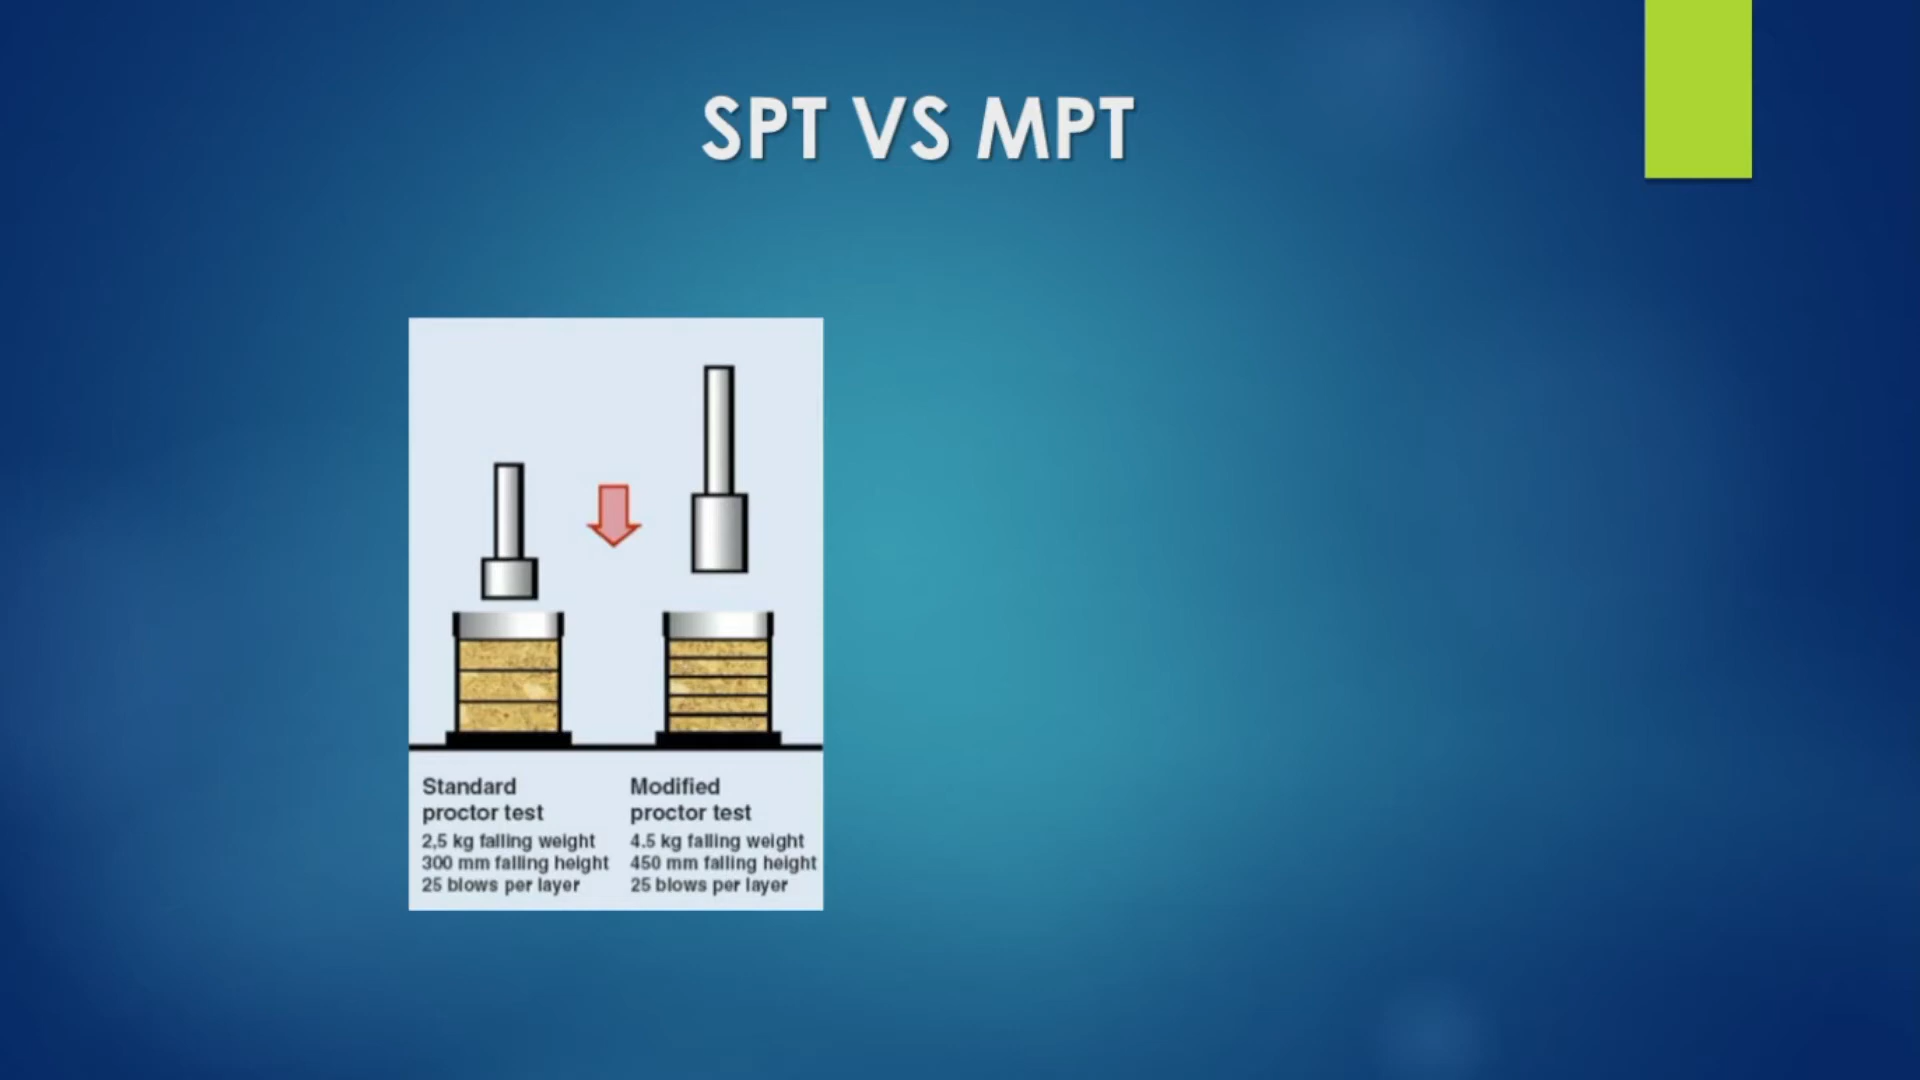 SPT VS MPT
Standard
proctor test
2,5 kg falling weight
300 mm falling height
25 blows per layer
Modified
proctor test
4.5 kg falling weight
450 mm falling height
25 blows per layer